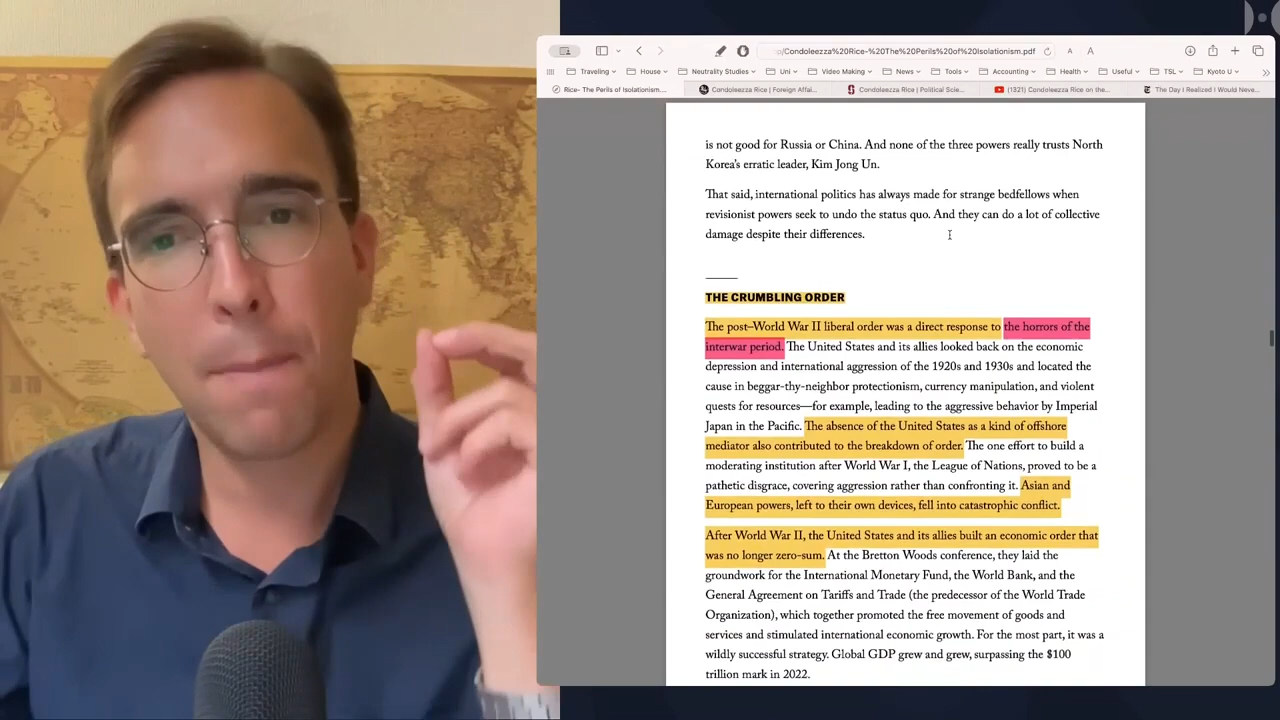 /Condoleezza%20Rice-%20The%20Perils%20of%20Isolationism.pdf
A A
Traveling House Neutrality Studies Uni Video Making News Tools Accounting Health Useful TSL Kyoto U
Rice- The Perils of Isolationism.... Condoleezza Rice | Foreign Affai... Condoleezza Rice | Political Scie... (1321) Condoleezza Rice on the... The Day I Realized I Would Neve...
is not good for Russia or China. And none of the three powers really trusts North
Korea's erratic leader, Kim Jong Un.
That said, international politics has always made for strange bedfellows when
revisionist powers seek to undo the status quo. And they can do a lot of collective
damage despite their differences.
THE CRUMBLING ORDER
The post–World War II liberal order was a direct response to the horrors of the
interwar period. The United States and its allies looked back on the economic
depression and international aggression of the 1920s and 1930s and located the
cause in beggar-thy-neighbor protectionism, currency manipulation, and violent
quests for resources—for example, leading to the aggressive behavior by Imperial
Japan in the Pacific. The absence of the United States as a kind of offshore
mediator also contributed to the breakdown of order. The one effort to build a
moderating institution after World War I, the League of Nations, proved to be a
pathetic disgrace, covering aggression rather than confronting it. Asian and
European powers, left to their own devices, fell into catastrophic conflict.
After World War II, the United States and its allies built an economic order that
was no longer zero-sum. At the Bretton Woods conference, they laid the
groundwork for the International Monetary Fund, the World Bank, and the
General Agreement on Tariffs and Trade (the predecessor of the World Trade
Organization), which together promoted the free movement of goods and
services and stimulated international economic growth. For the most part, it was a
wildly successful strategy. Global GDP grew and grew, surpassing the $100
trillion mark in 2022.